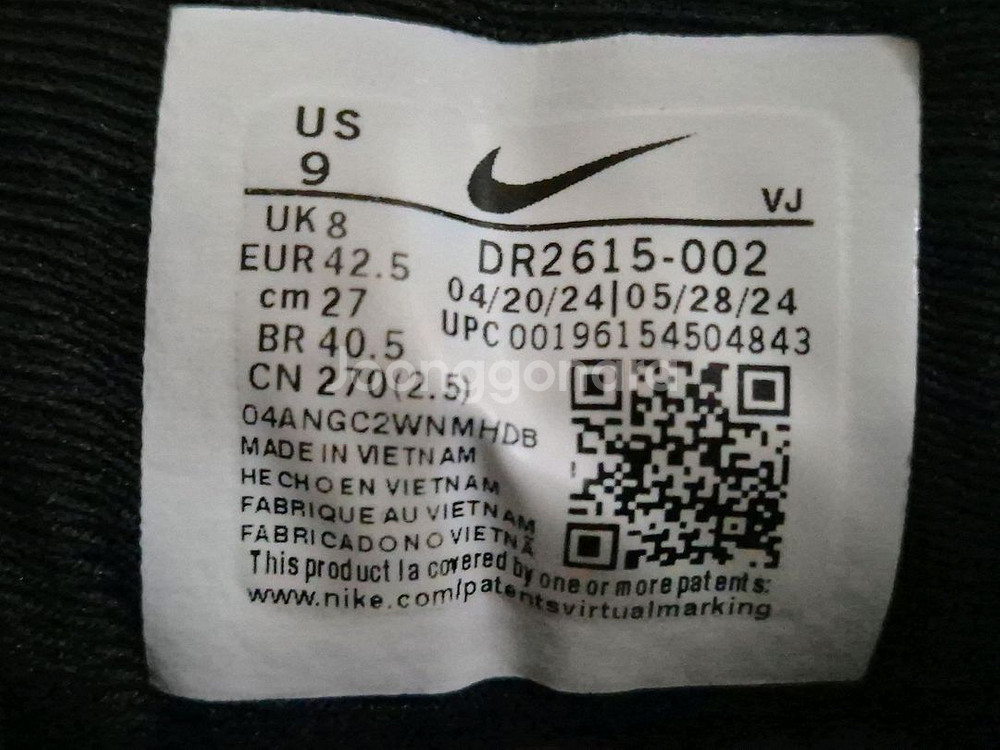 US
9
VJ
UK 8
EUR 42.5
cm 27
BR 40.5
CN 270(2.5)
DR2615-002
04/20/24|05/28/24
UPC 00196154504843
04ANGC2WNMHDB
MADE IN VIETNAM
HECHO EN VIETNAM
FABRIQUE AU VIETNAM
FABRICADO NO VIETNÃ
This product la covered by one or more patents:
www.nike.com/patentsvirtualmarking
Joonggonara